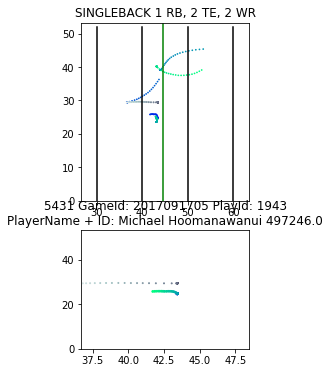 SINGLEBACK 1 RB, 2 TE, 2 WR
50
40
30
20
10
0
30 40 50 60
5431 GameId: 2017091705 PlayId: 1943
PlayerName + ID: Michael Hoomanawanui 497246.0
40
20
0
37.5 40.0 42.5 45.0 47.5